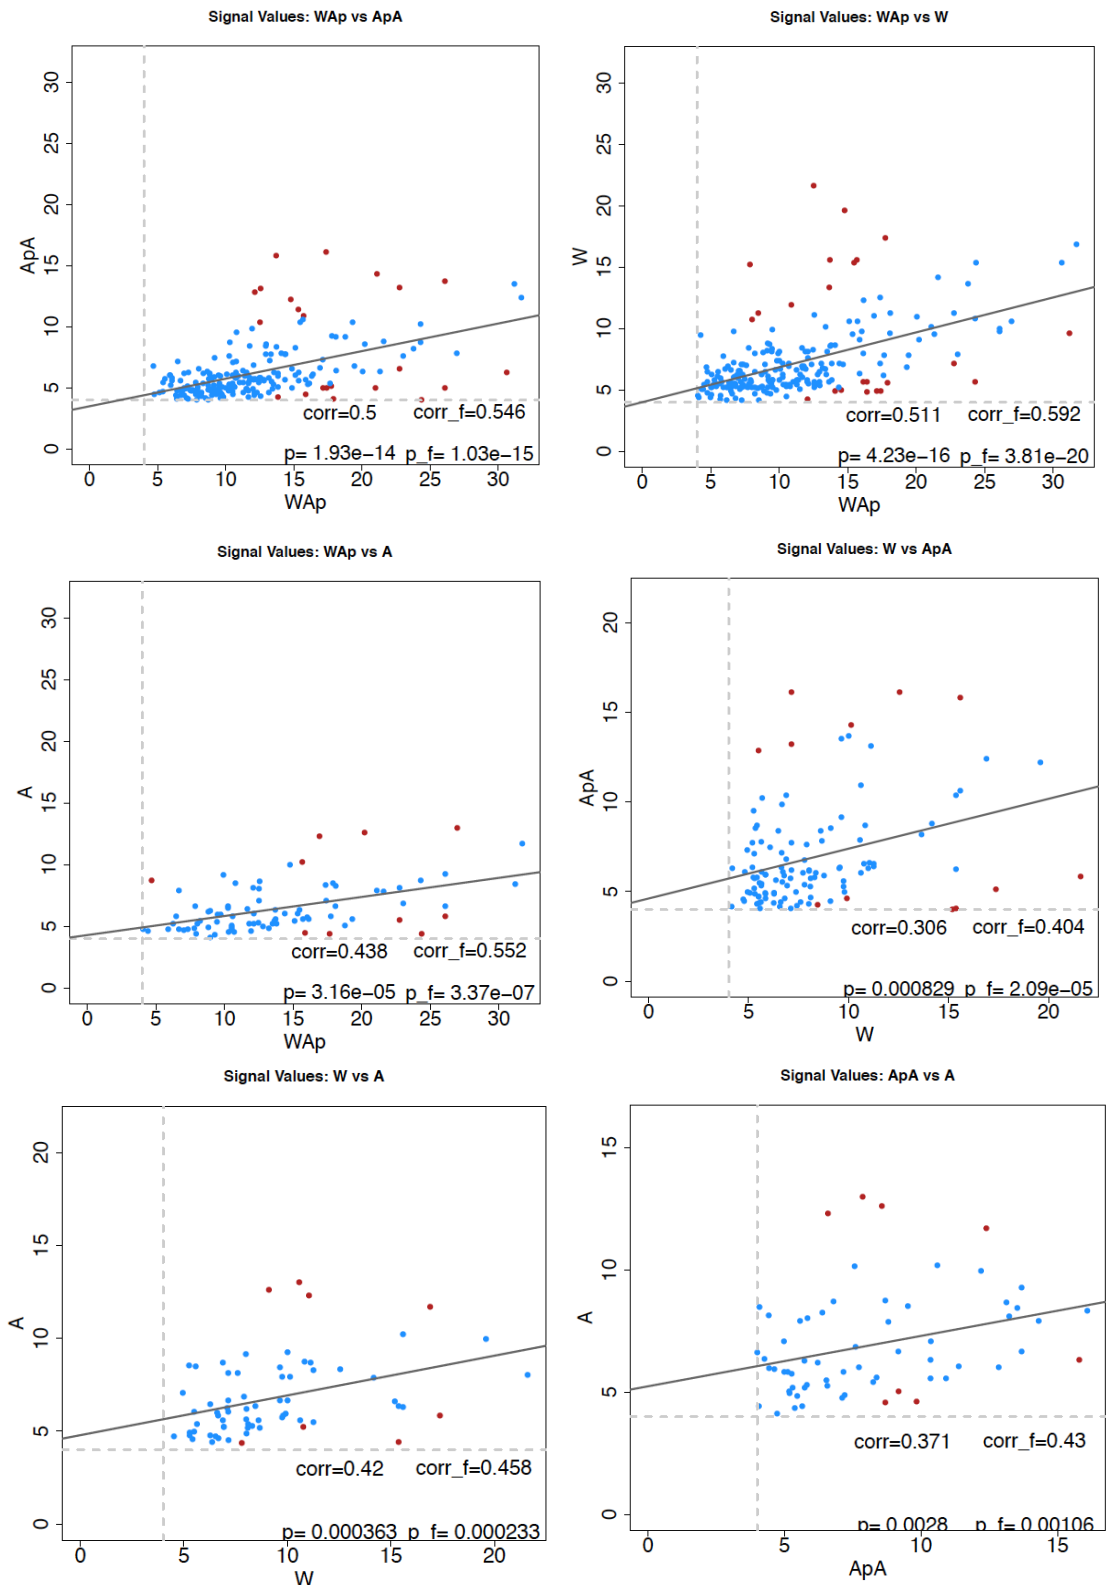 Signal Values: WAp vs ApA
ApA
30
25
20
15
10
5
0
corr=0.5 corr_f=0.546
p= 1.93e−14 p_f= 1.03e−15
0 5 10 15 20 25 30
WAp
Signal Values: WAp vs W
W
30
25
20
15
10
5
0
corr=0.511 corr_f=0.592
p= 4.23e−16 p_f= 3.81e−20
0 5 10 15 20 25 30
WAp
Signal Values: WAp vs A
A
30
25
20
15
10
5
0
corr=0.438 corr_f=0.552
p= 3.16e−05 p_f= 3.37e−07
0 5 10 15 20 25 30
WAp
Signal Values: W vs ApA
ApA
20
15
10
5
0
corr=0.306 corr_f=0.404
p= 0.000829 p_f= 2.09e−05
0 5 10 15 20
W
Signal Values: W vs A
A
20
15
10
5
0
corr=0.42 corr_f=0.458
p= 0.000363 p_f= 0.000233
0 5 10 15 20
W
Signal Values: ApA vs A
A
15
10
5
0
corr=0.371 corr_f=0.43
p= 0.0028 p_f= 0.00106
0 5 10 15
ApA